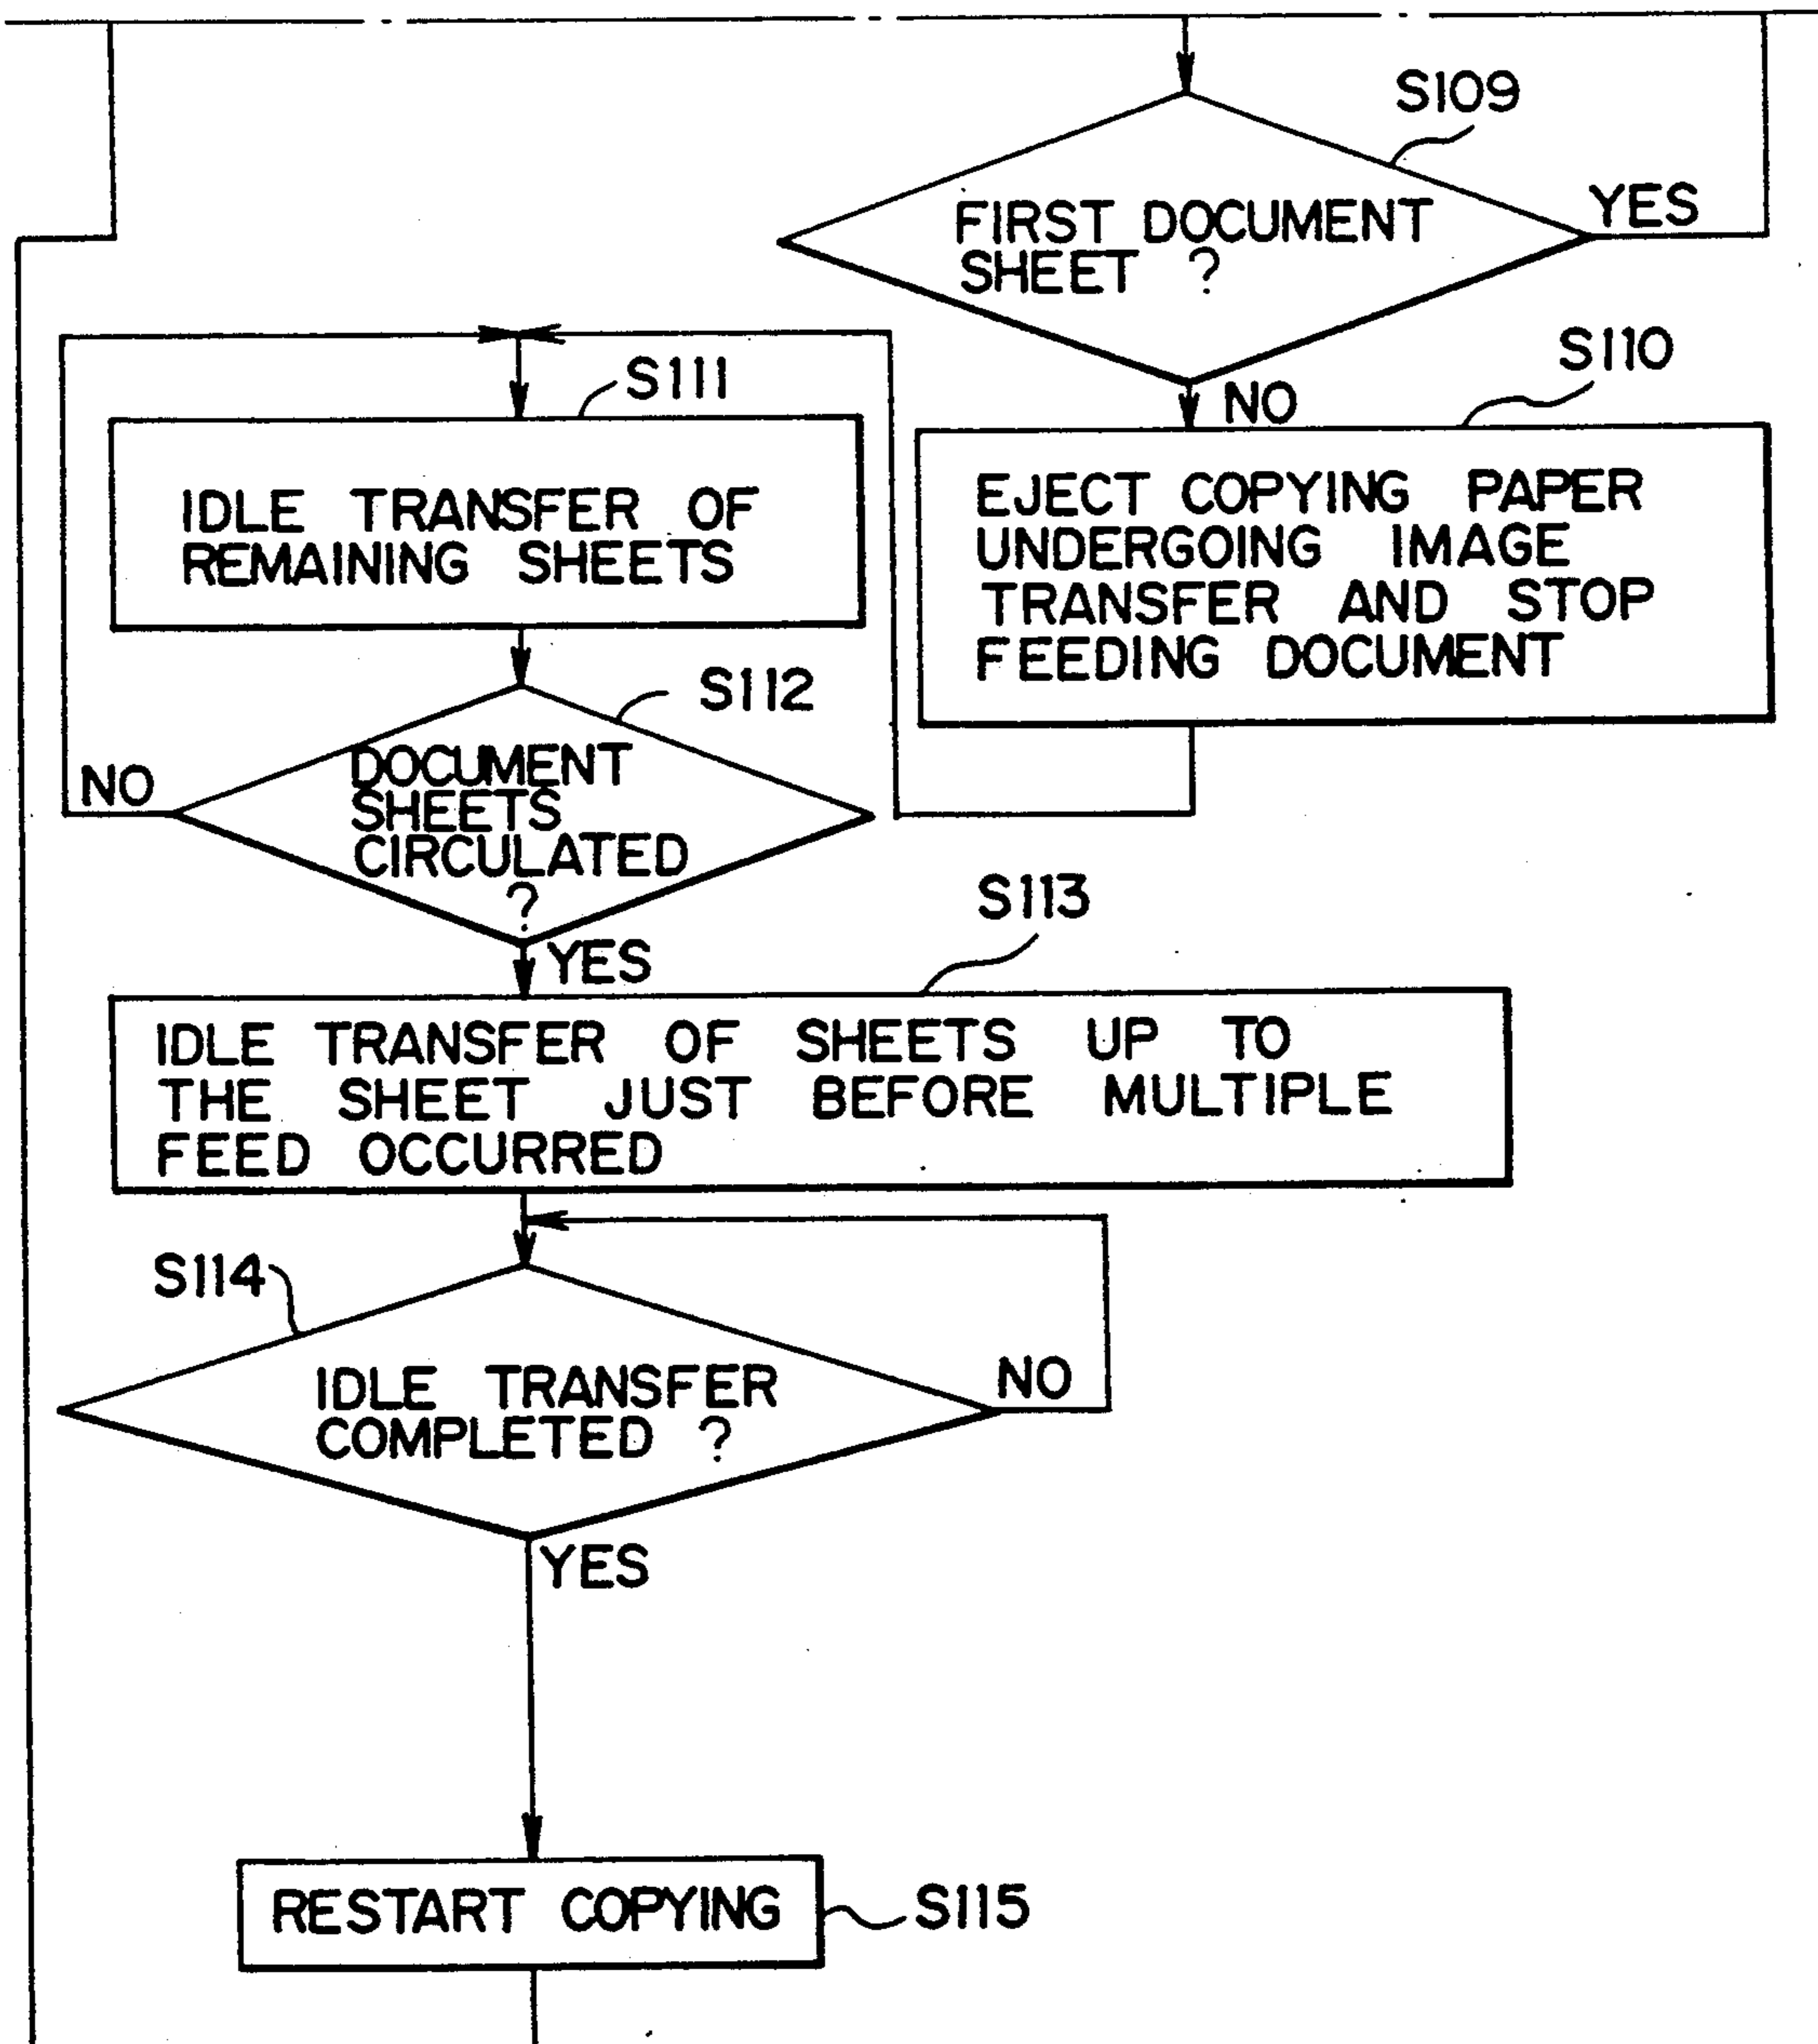 S109
FIRST DOCUMENT
SHEET ?
YES
NO
S110
EJECT COPYING PAPER
UNDERGOING IMAGE
TRANSFER AND STOP
FEEDING DOCUMENT
S111
IDLE TRANSFER OF
REMAINING SHEETS
S112
DOCUMENT
SHEETS
CIRCULATED
?
NO
YES
S113
IDLE TRANSFER OF SHEETS UP TO
THE SHEET JUST BEFORE MULTIPLE
FEED OCCURRED
S114
IDLE TRANSFER
COMPLETED ?
NO
YES
RESTART COPYING
S115